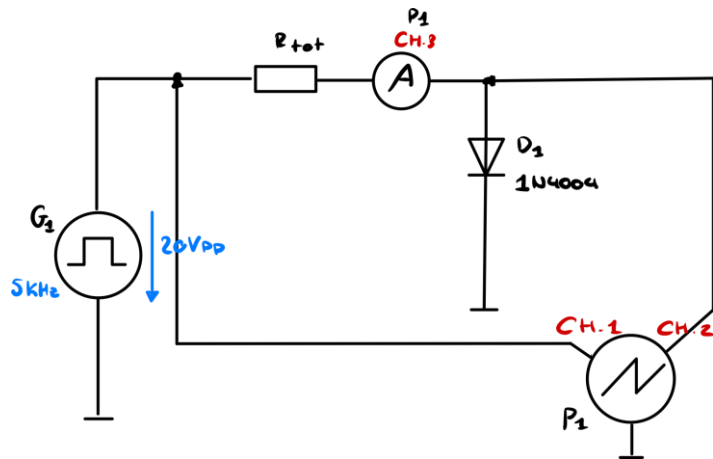 P1
CH.3
Rtot
A
D1
1N4004
G1
20Vpp
5KHz
CH.1
CH.2
P1